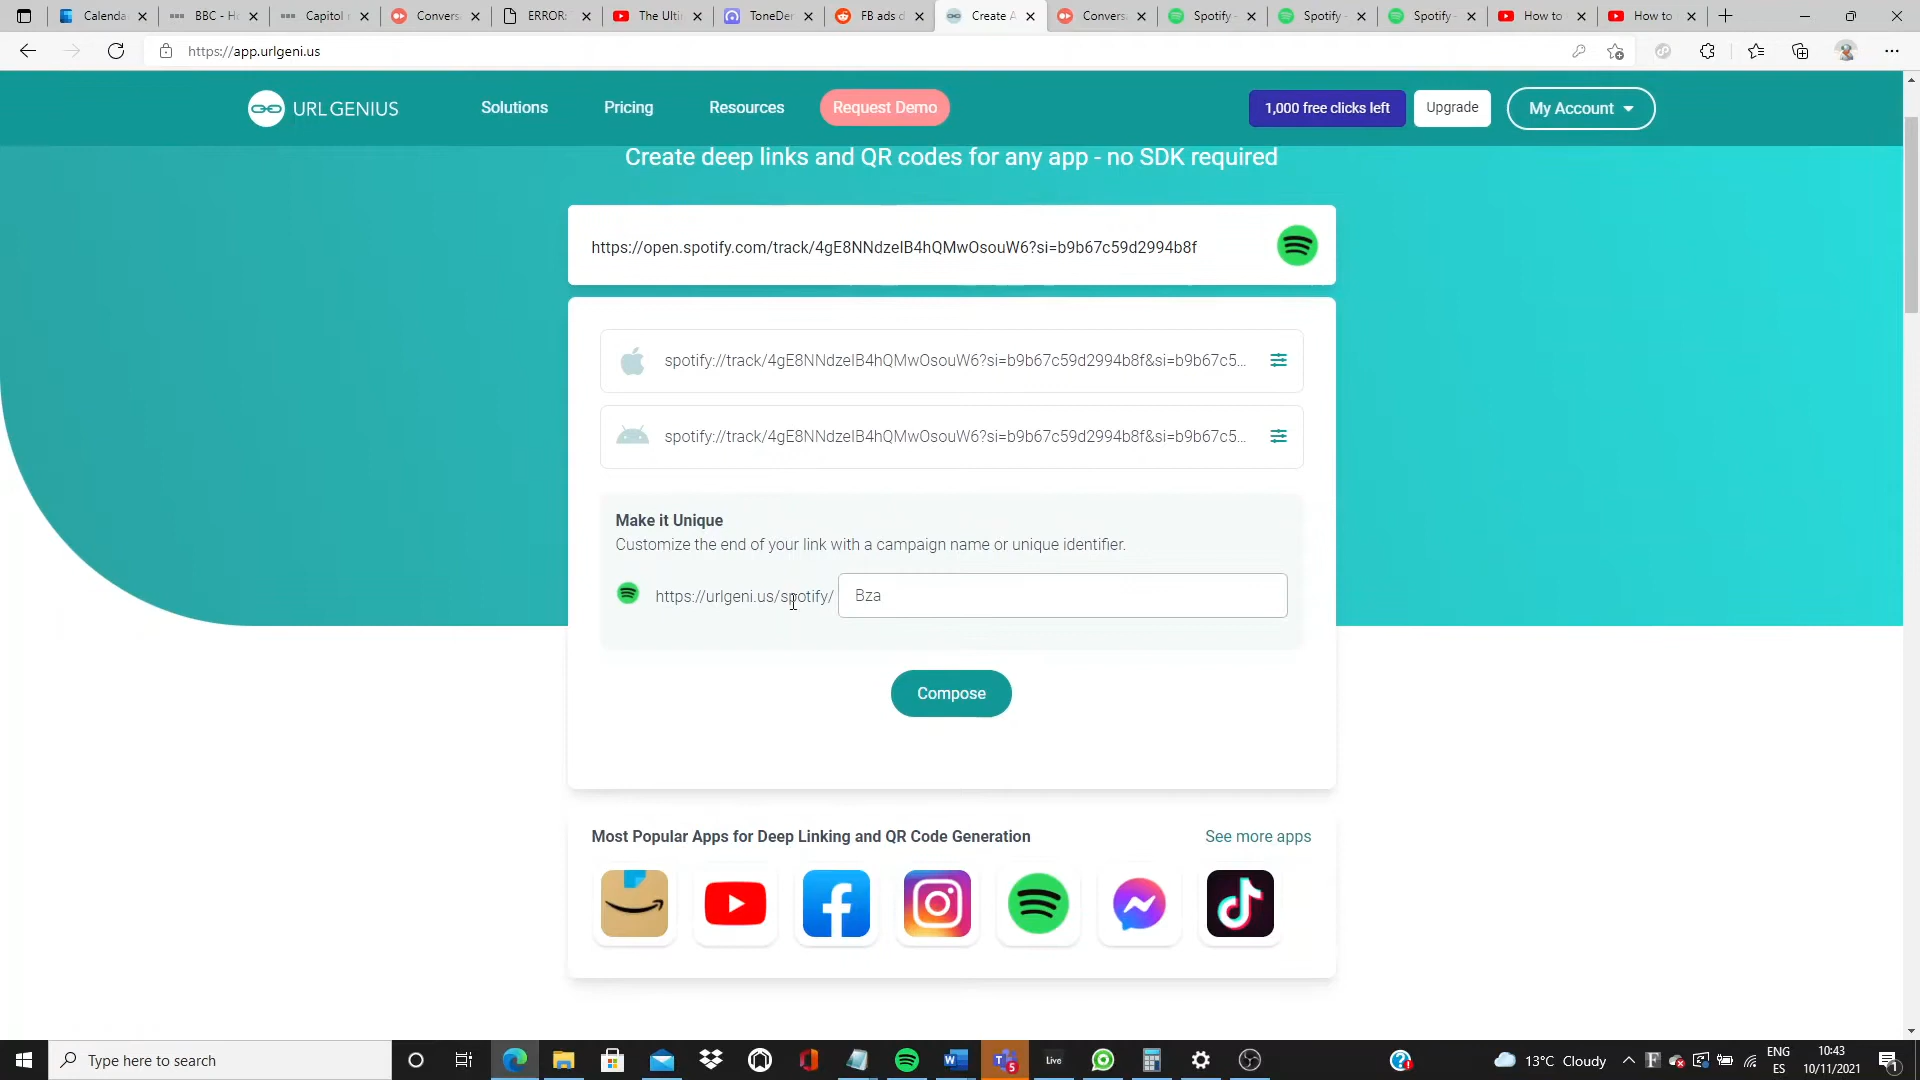 Calenda
BBC - H
Capitol
Convers
ERROR:
The Ulti
ToneDe
FB ads c
Create A
Convers
Spotify -
Spotify -
Spotify -
How to
How to
https://app.urlgeni.us
URLGENIUS
Solutions
Pricing
Resources
Request Demo
1,000 free clicks left
Upgrade
My Account
Create deep links and QR codes for any app - no SDK required
https://open.spotify.com/track/4gE8NNdzelB4hQMwOsouW6?si=b9b67c59d2994b8f
spotify://track/4gE8NNdzelB4hQMwOsouW6?si=b9b67c59d2994b8f&si=b9b67c5...
spotify://track/4gE8NNdzelB4hQMwOsouW6?si=b9b67c59d2994b8f&si=b9b67c5...
Make it Unique
Customize the end of your link with a campaign name or unique identifier.
https://urlgeni.us/spotify/
Bza
Compose
Most Popular Apps for Deep Linking and QR Code Generation
See more apps
Type here to search
Live
5
13°C Cloudy
ENG
ES
10:43
10/11/2021
1